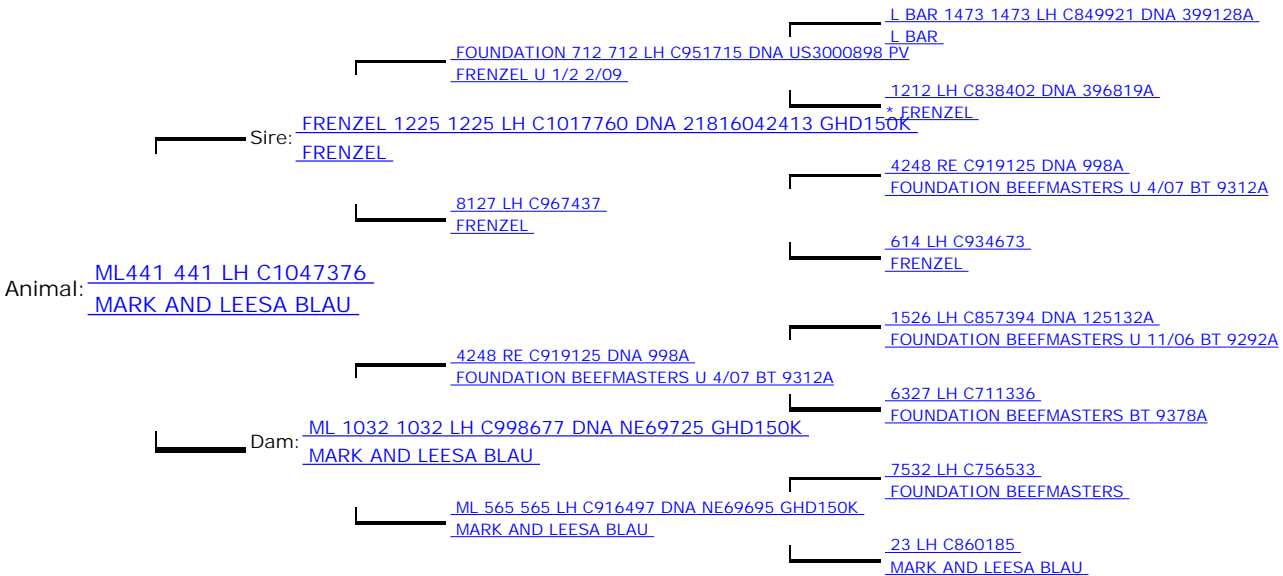 L BAR 1473 1473 LH C849921 DNA 399128A
L BAR
FOUNDATION 712 712 LH C951715 DNA US3000898 PV
FRENZEL U 1/2 2/09
1212 LH C838402 DNA 396819A
* FRENZEL
Sire: FRENZEL 1225 1225 LH C1017760 DNA 21816042413 GHD150K
FRENZEL
4248 RE C919125 DNA 998A
FOUNDATION BEEFMASTERS U 4/07 BT 9312A
8127 LH C967437
FRENZEL
614 LH C934673
FRENZEL
Animal: ML441 441 LH C1047376
MARK AND LEESA BLAU
1526 LH C857394 DNA 125132A
FOUNDATION BEEFMASTERS U 11/06 BT 9292A
4248 RE C919125 DNA 998A
FOUNDATION BEEFMASTERS U 4/07 BT 9312A
6327 LH C711336
FOUNDATION BEEFMASTERS BT 9378A
Dam: ML 1032 1032 LH C998677 DNA NE69725 GHD150K
MARK AND LEESA BLAU
7532 LH C756533
FOUNDATION BEEFMASTERS
ML 565 565 LH C916497 DNA NE69695 GHD150K
MARK AND LEESA BLAU
23 LH C860185
MARK AND LEESA BLAU